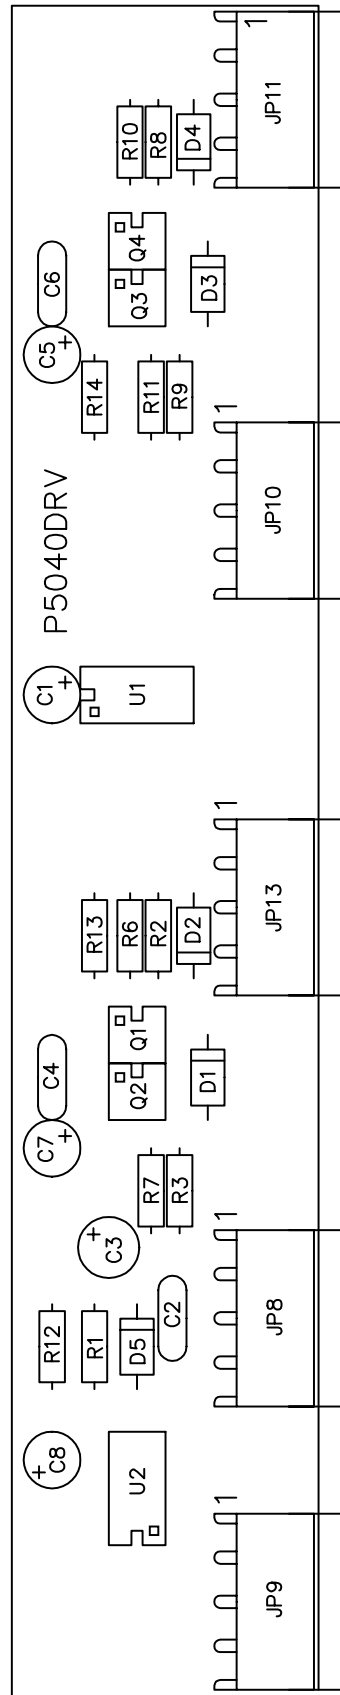 1
JP11
R10
R8
D4
Q4
Q3
C6
D3
C5
+
R14
R11
R9
1
JP10
P5040DRV
C1
+
U1
1
JP13
R13
R6
R2
D2
Q1
Q2
C4
D1
C7
+
R7
R3
1
+
C3
JP8
R12
R1
D5
C2
+
C8
U2
1
JP9